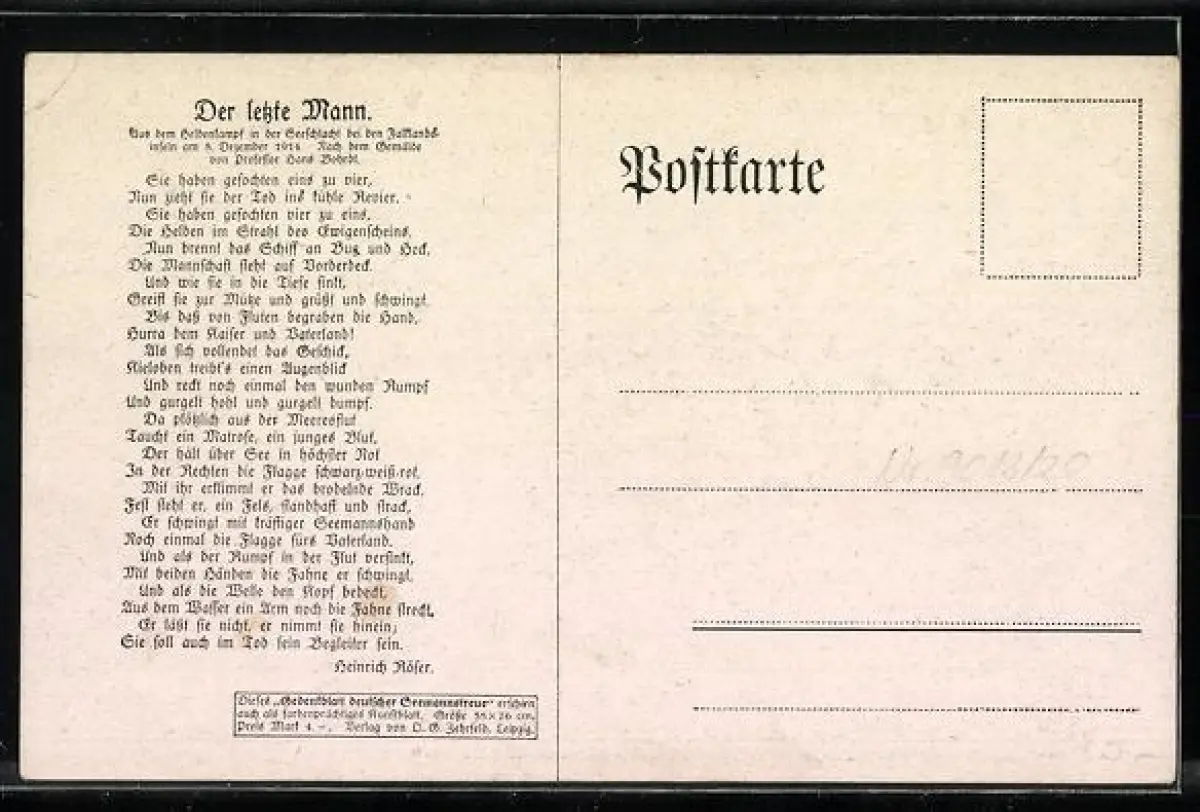 Der letzte Mann.
Aus dem Heldenkampf in der Seeschlacht bei den Falklands-
inseln am 8. Dezember 1914. Nach dem Gemälde
von Professor Hans Bohrdt.
Sie haben gefochten eins zu vier,
Nun zieht sie der Tod ins kühle Revier.
Sie haben gefochten vier zu eins.
Die Helden im Strahl des Ewigenscheins,
Nun brennt das Schiff an Bug und Heck,
Die Mannschaft steht auf Vorderdeck.
Und wie sie in die Tiefe sinkt,
Greift sie zur Mütze und grüßt und schwingt.
Bis daß von Fluten begraben die Hand,
Hurra dem Kaiser und Vaterland!
Als sich vollendet das Geschick,
Kieloben treibt's einen Augenblick
Und reckt noch einmal den wunden Rumpf
Und gurgelt hohl und gurgelt dumpf.
Da plötzlich aus der Meeresflut
Taucht ein Matrose, ein junges Blut,
Der hält über See in höchster Not
In der Rechten die Flagge schwarz-weiß-rot.
Mit ihr erklimmt er das brodelnde Wrack,
Fest steht er, ein Fels, standhaft und strack,
Er schwingt mit kräftiger Seemannshand
Noch einmal die Flagge fürs Vaterland.
Und als der Rumpf in der Flut versinkt,
Mit beiden Händen die Fahne er schwingt,
Und als die Welle den Kopf bedeckt,
Aus dem Wasser ein Arm noch die Fahne streckt,
Er läßt sie nicht, er nimmt sie hinein;
Sie soll auch im Tod sein Begleiter sein.
Heinrich Röser.
Dieses „Gedenkblatt deutscher Seemannstreue“ erschien
auch als farbenprächtiges Kunstblatt. Größe 35×26 cm.
Preis Mark 4.–. Verlag von O. G. Zehrfeld, Leipzig.
Postkarte